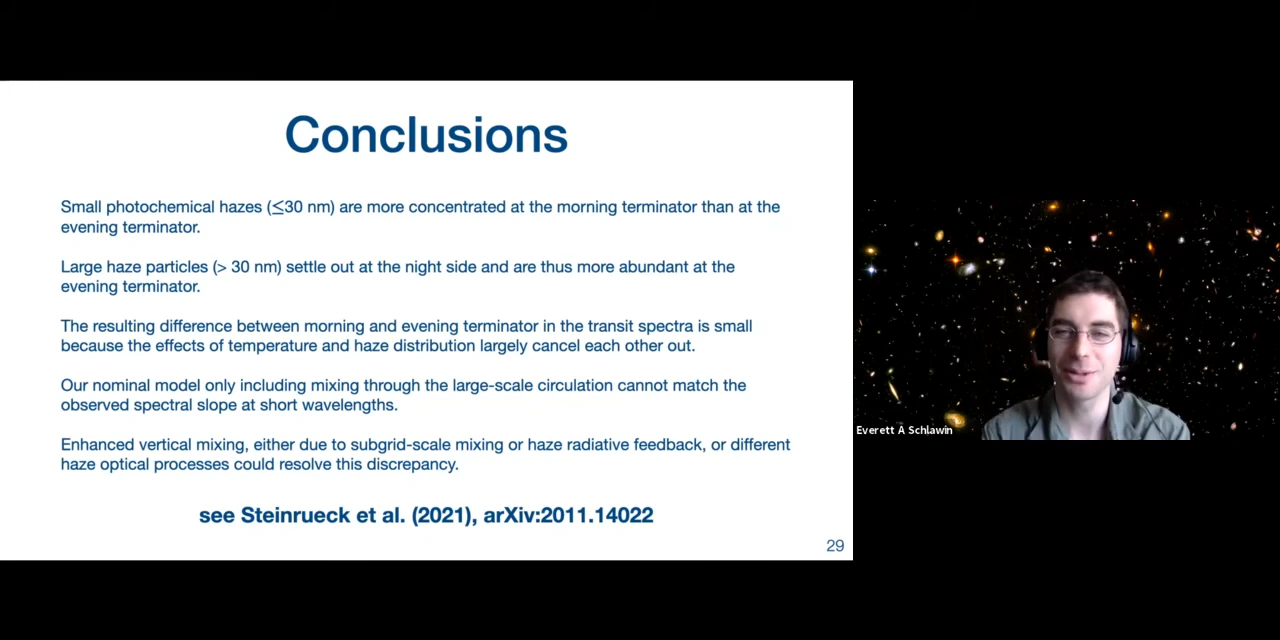 Conclusions
Small photochemical hazes (≤30 nm) are more concentrated at the morning terminator than at the
evening terminator.
Large haze particles (> 30 nm) settle out at the night side and are thus more abundant at the
evening terminator.
The resulting difference between morning and evening terminator in the transit spectra is small
because the effects of temperature and haze distribution largely cancel each other out.
Our nominal model only including mixing through the large-scale circulation cannot match the
observed spectral slope at short wavelengths.
Enhanced vertical mixing, either due to subgrid-scale mixing or haze radiative feedback, or different
haze optical processes could resolve this discrepancy.
see Steinrueck et al. (2021), arXiv:2011.14022
29
Everett A Schlawin